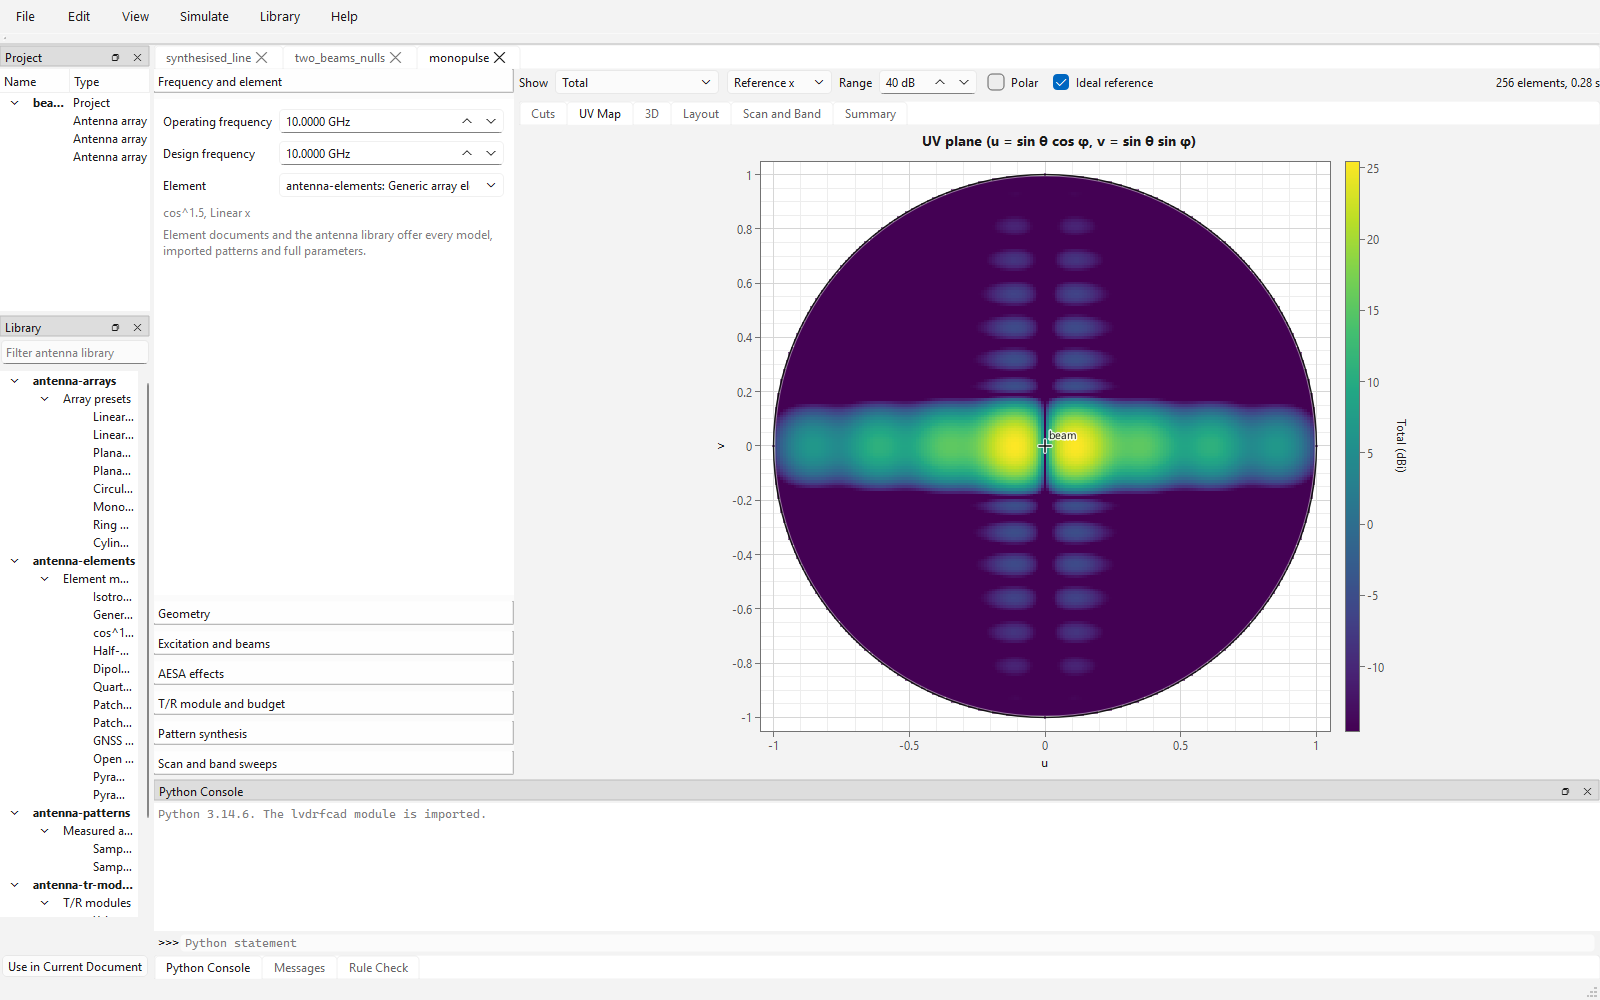 File Edit View Simulate Library Help
Project
Name Type
bea... Project
Antenna array
Antenna array
Antenna array
Library
Filter antenna library
antenna-arrays
Array presets
Linear...
Linear...
Plana...
Plana...
Circul...
Mono...
Ring ...
Cylin...
antenna-elements
Element m...
Isotro...
Gener...
cos^1...
Half-...
Dipol...
Quart...
Patch...
Patch...
GNSS ...
Open ...
Pyra...
Pyra...
antenna-patterns
Measured a...
Samp...
Samp...
antenna-tr-mod...
T/R modules
Use in Current Document
synthesised_line two_beams_nulls monopulse
Frequency and element
Operating frequency 10.0000 GHz
Design frequency 10.0000 GHz
Element antenna-elements: Generic array el
cos^1.5, Linear x
Element documents and the antenna library offer every model,
imported patterns and full parameters.
Geometry
Excitation and beams
AESA effects
T/R module and budget
Pattern synthesis
Scan and band sweeps
Show Total Reference x Range 40 dB Polar Ideal reference 256 elements, 0.28 s
Cuts UV Map 3D Layout Scan and Band Summary
UV plane (u = sin θ cos φ, v = sin θ sin φ)
1
0.8
0.6
0.4
0.2
0
-0.2
-0.4
-0.6
-0.8
-1
v
beam
-1 -0.5 0 0.5 1
u
25
20
15
10
5
0
-5
-10
Total (dBi)
Python Console
Python 3.14.6. The lvdrfcad module is imported.
>>> Python statement
Python Console Messages Rule Check